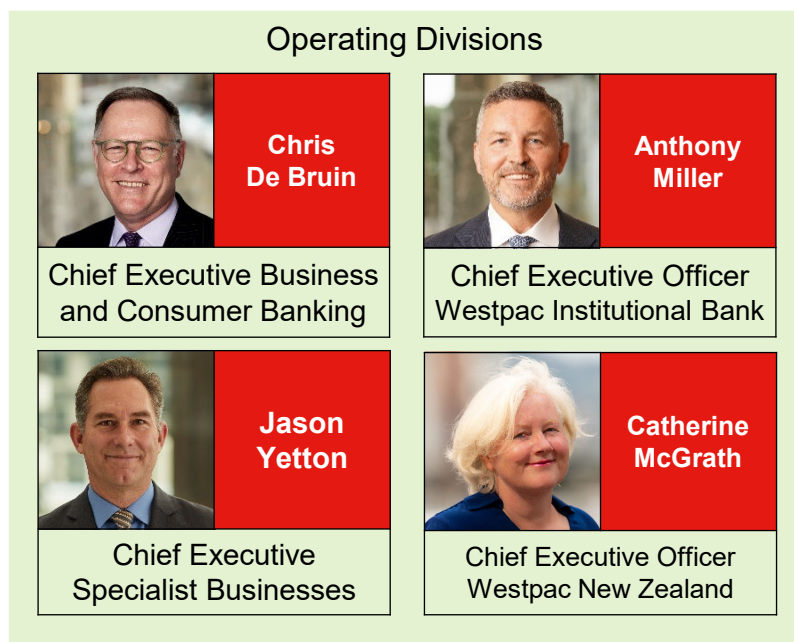 Operating Divisions
Chris
De Bruin
Chief Executive Business
and Consumer Banking
Anthony
Miller
Chief Executive Officer
Westpac Institutional Bank
Jason
Yetton
Chief Executive
Specialist Businesses
Catherine
McGrath
Chief Executive Officer
Westpac New Zealand